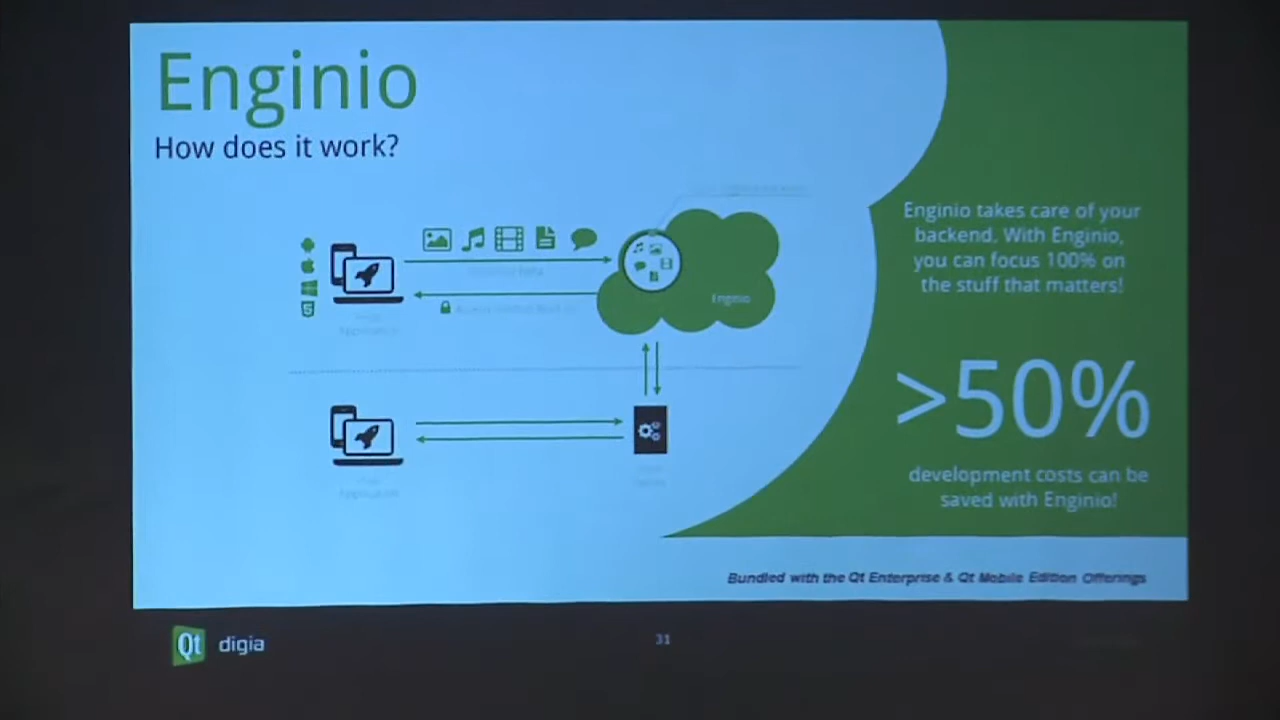 Enginio
How does it work?
Enginio takes care of your
backend. With Enginio,
you can focus 100% on
the stuff that matters!
Enginio
>50%
development costs can be
saved with Enginio!
Bundled with the Qt Enterprise & Qt Mobile Edition Offerings
Qt digia
31